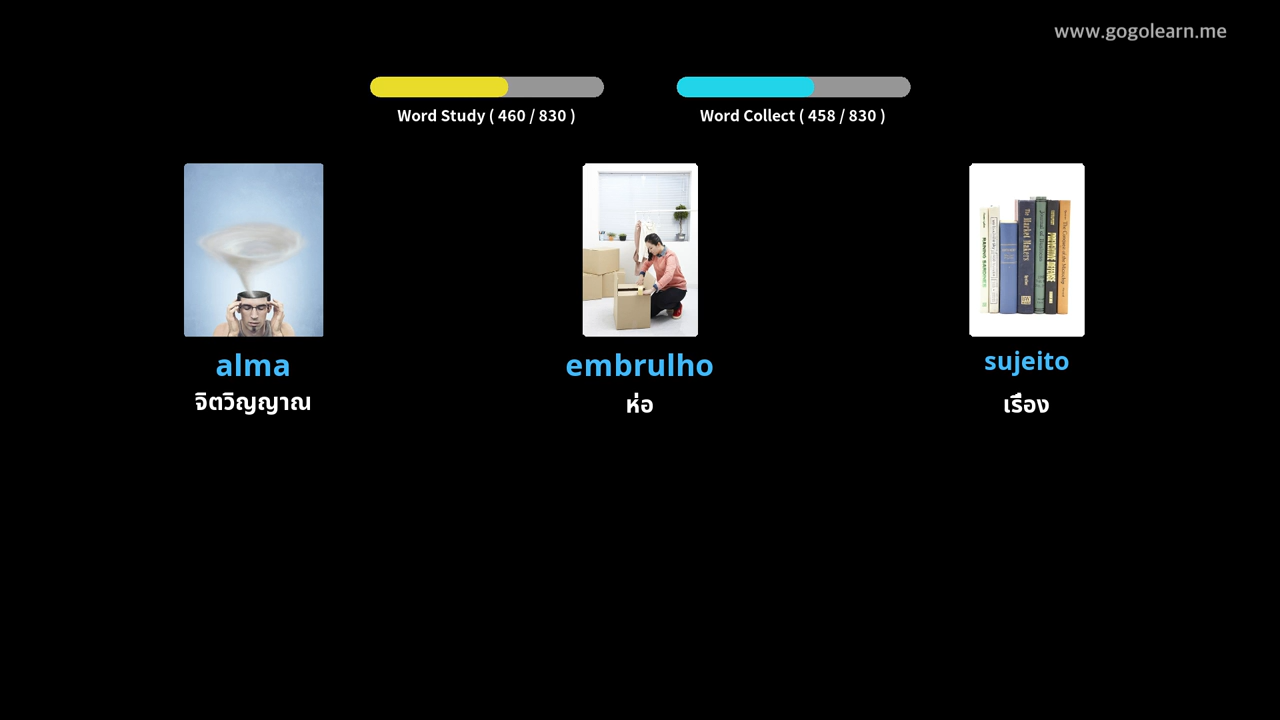 www.gogolearn.me
Word Study ( 460 / 830 )
Word Collect ( 458 / 830 )
alma
จิตวิญญาณ
embrulho
ห่อ
sujeito
เรื่อง